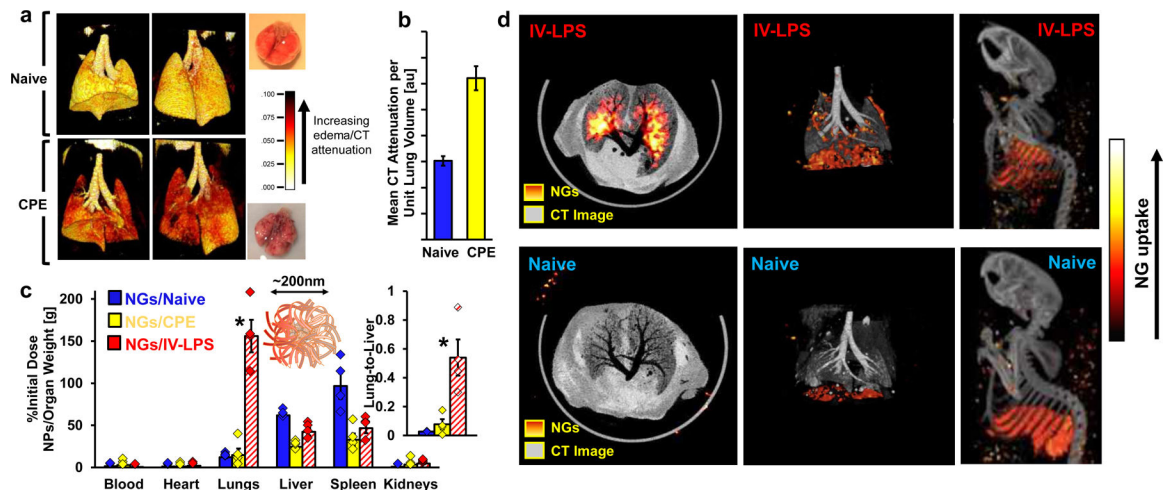 a
Naive
CPE
.100
.075
.050
.025
.000
Increasing
edema/CT
attenuation
b
Mean CT Attenuation per
Unit Lung Volume [au]
Naive
CPE
c
%Initial Dose
NPs/Organ Weight [g]
200
150
100
50
0
NGs/Naive
NGs/CPE
NGs/IV-LPS
*
~200nm
Blood
Heart
Lungs
Liver
Spleen
Kidneys
Lung-to-Liver
1
0.8
0.6
0.4
0.2
0
*
d
IV-LPS
NGs
CT Image
IV-LPS
IV-LPS
Naive
NGs
CT Image
Naive
Naive
NG uptake